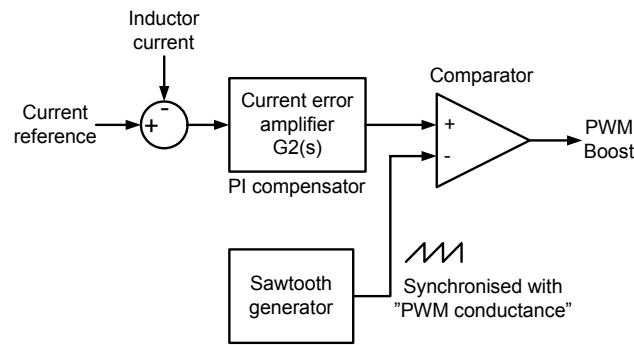 Inductor
current
Current
reference
-
+
Current error
amplifier
G2(s)
PI compensator
Comparator
+
-
PWM
Boost
Sawtooth
generator
Synchronised with
”PWM conductance”